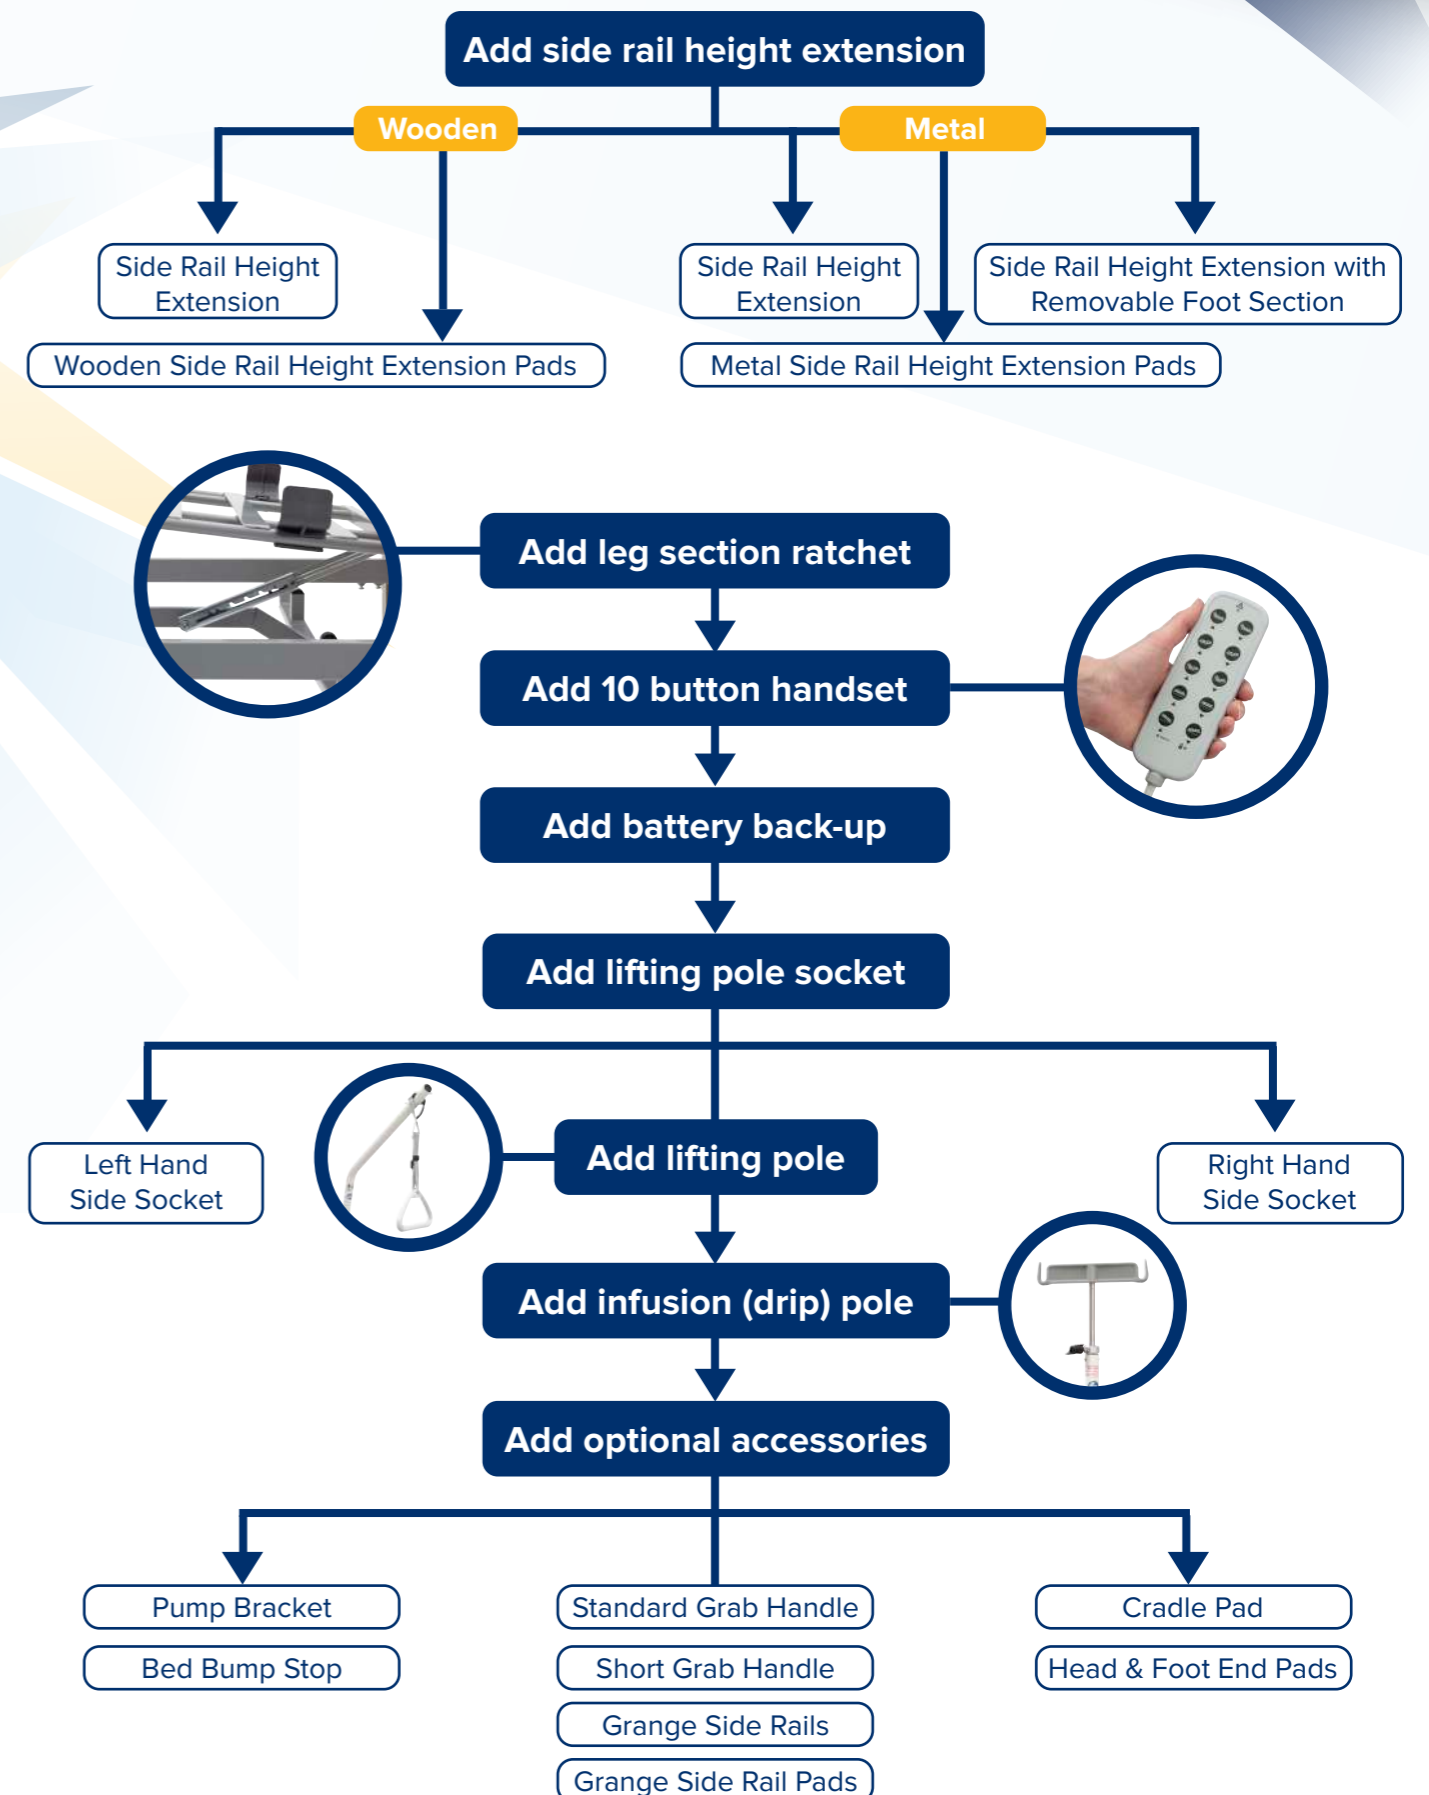 Add side rail height extension
Wooden
Metal
Side Rail Height
Extension
Side Rail Height
Extension
Side Rail Height Extension with
Removable Foot Section
Wooden Side Rail Height Extension Pads
Metal Side Rail Height Extension Pads
Add leg section ratchet
Add 10 button handset
Add battery back-up
Add lifting pole socket
Left Hand
Side Socket
Add lifting pole
Right Hand
Side Socket
Add infusion (drip) pole
Add optional accessories
Pump Bracket
Standard Grab Handle
Cradle Pad
Bed Bump Stop
Short Grab Handle
Head & Foot End Pads
Grange Side Rails
Grange Side Rail Pads